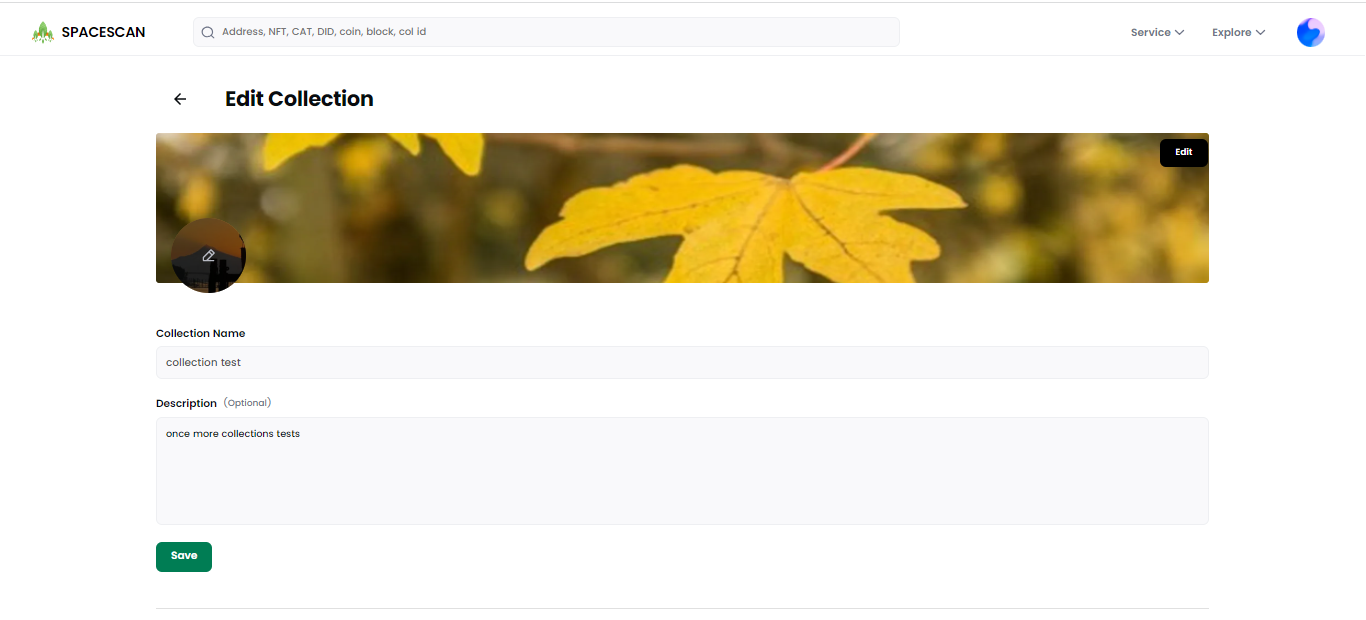 SPACESCAN
Address, NFT, CAT, DID, coin, block, col id
Service
Explore
Edit Collection
Edit
Collection Name
collection test
Description (Optional)
once more collections tests
Save